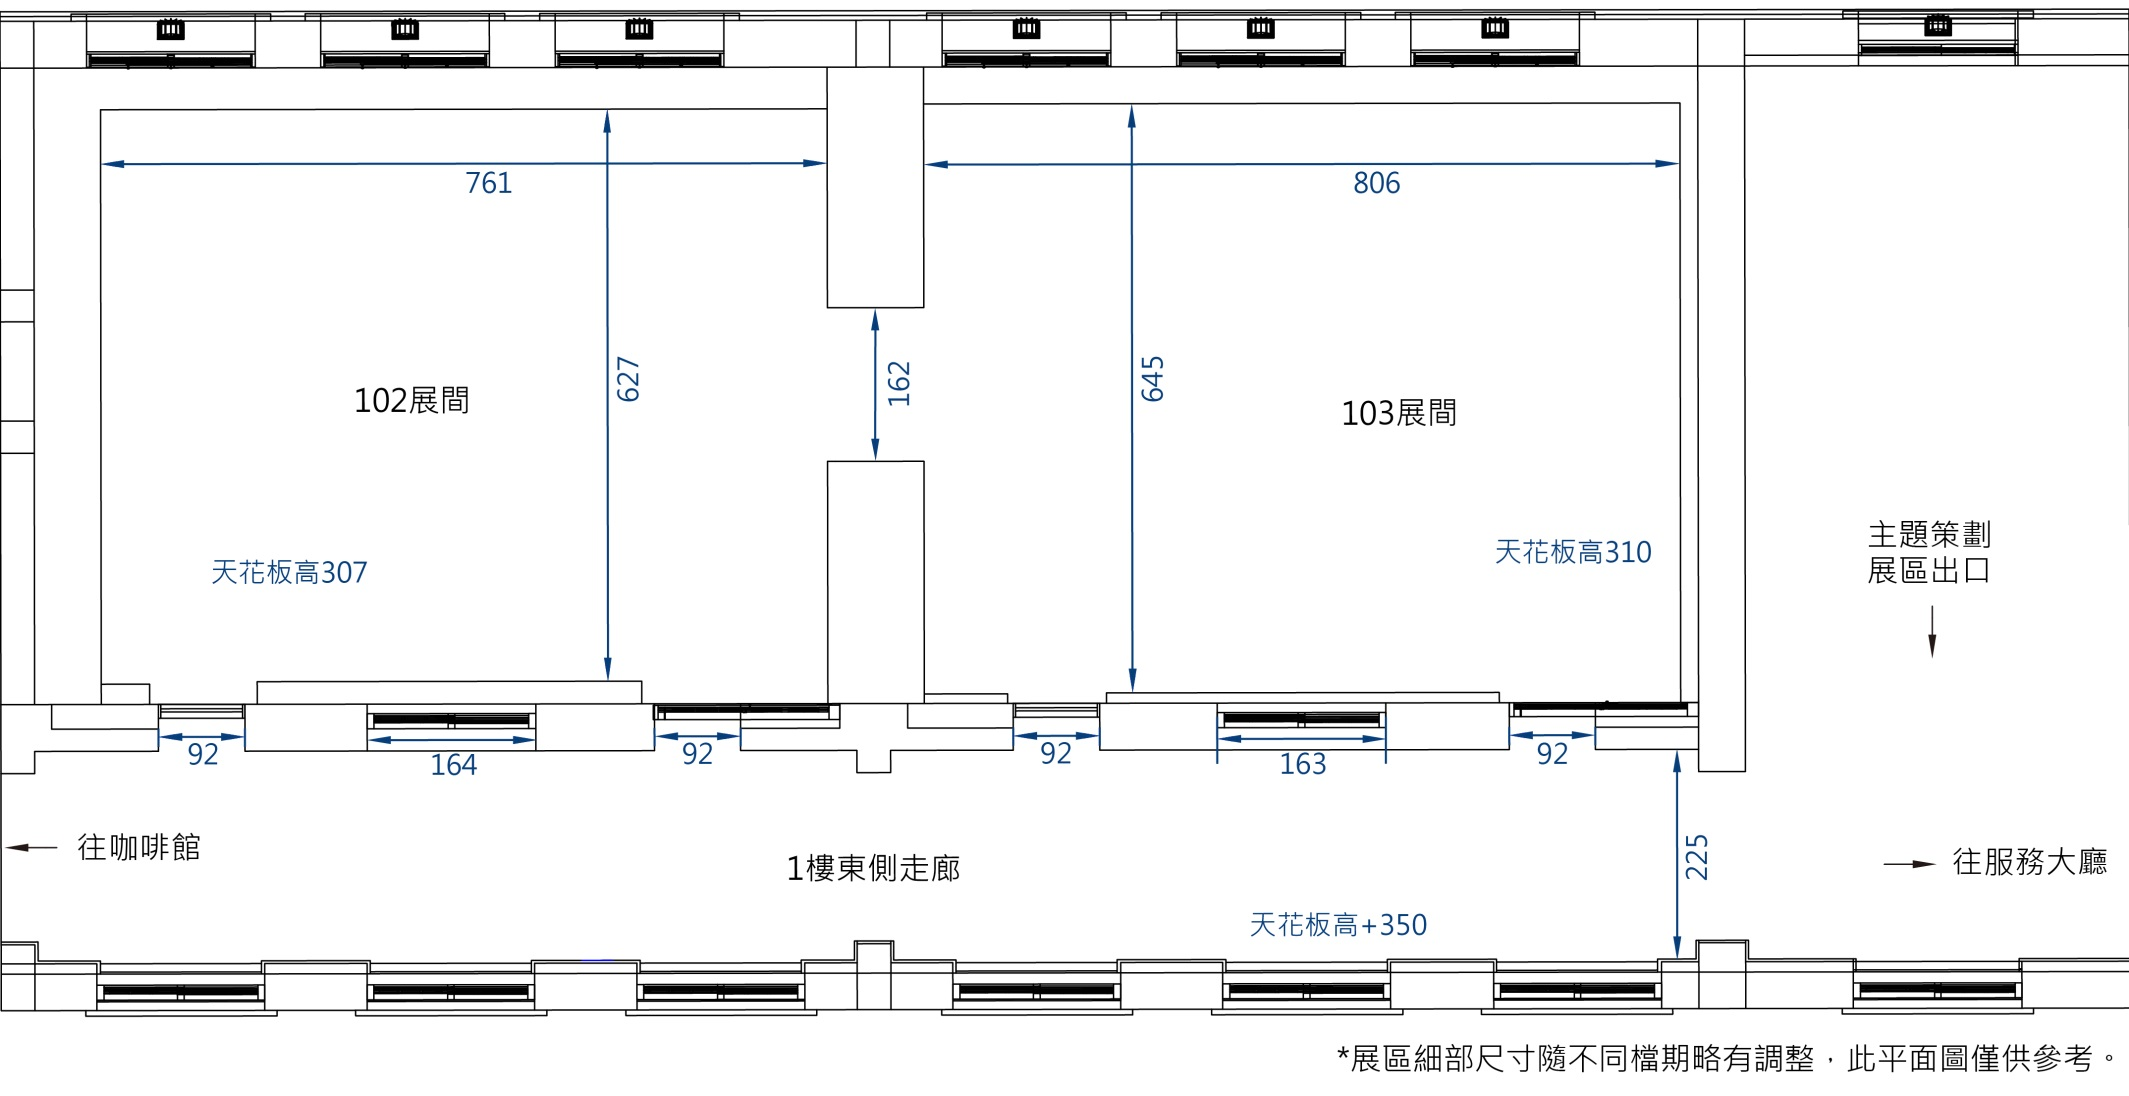 761
806
627
162
645
102展間
103展間
主題策劃
展區出口
天花板高307
天花板高310
92
164
92
92
163
92
225
往咖啡館
1樓東側走廊
往服務大廳
天花板高+350
*展區細部尺寸隨不同檔期略有調整，此平面圖僅供參考。